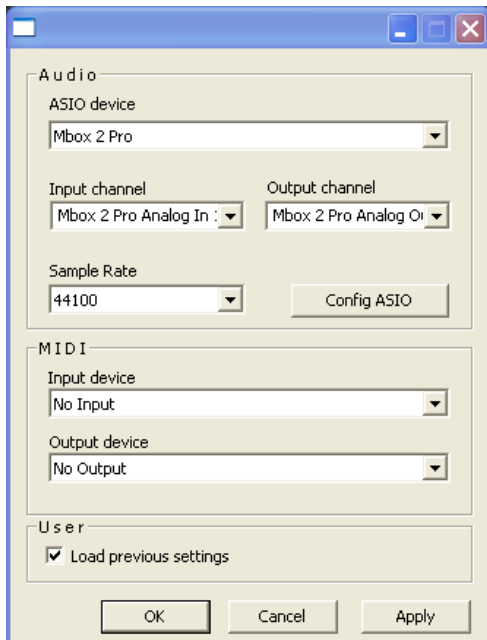 Audio
ASIO device
Mbox 2 Pro
Input channel Output channel
Mbox 2 Pro Analog In Mbox 2 Pro Analog
Sample Rate
44100 Config ASIO
MIDI
Input device
No Input
Output device
No Output
User
Load previous settings
OK Cancel Apply